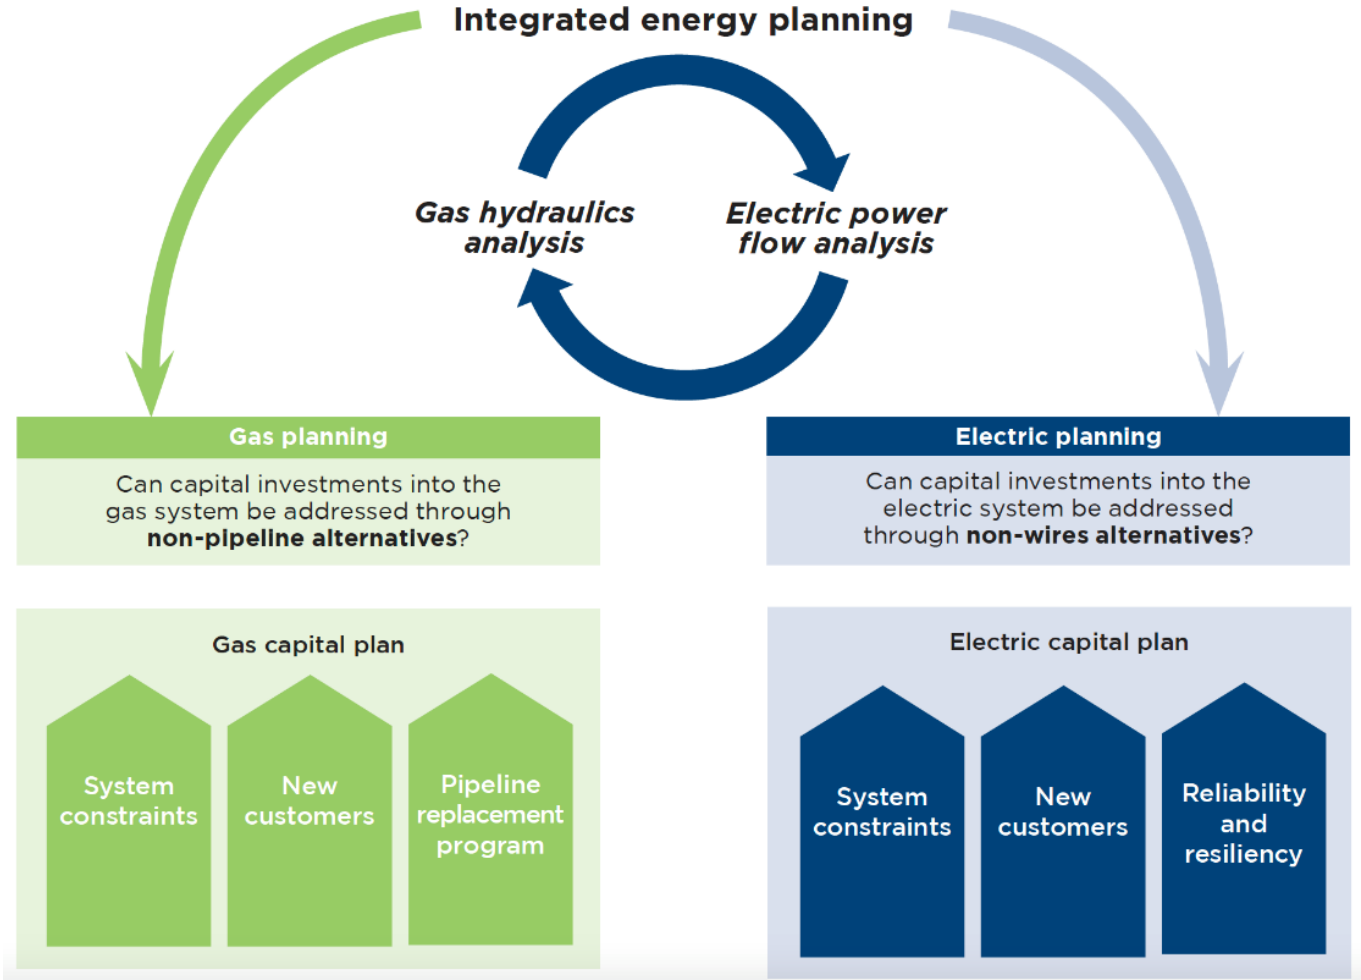 Integrated energy planning
Gas hydraulics
analysis
Electric power
flow analysis
Gas planning
Can capital investments into the
gas system be addressed through
non-pipeline alternatives?
Electric planning
Can capital investments into the
electric system be addressed
through non-wires alternatives?
Gas capital plan
System
constraints
New
customers
Pipeline
replacement
program
Electric capital plan
System
constraints
New
customers
Reliability
and
resiliency